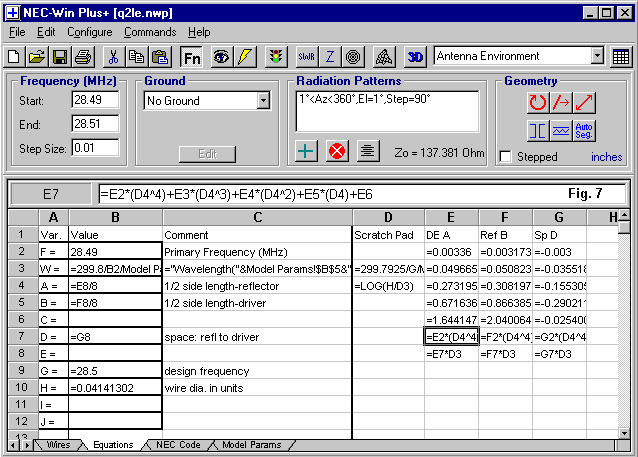 NEC-Win Plus+ [q2le.nwp]
File Edit Configure Commands Help
Fn SWR Z 3D Antenna Environment
Frequency (MHz) Ground Radiation Patterns Geometry
Start: 28.49 No Ground 1°<Az<360°,El=1°,Step=90°
End: 28.51
Auto Seg.
Step Size: 0.01 Edit Zo = 137.381 Ohm Stepped inches
E7 =E2*(D4^4)+E3*(D4^3)+E4*(D4^2)+E5*(D4)+E6 Fig. 7
A B C D E F G H
1 Var. Value Comment Scratch Pad DE A Ref B Sp D
2 F = 28.49 Primary Frequency (MHz) =0.00336 =0.003173 =-0.003
3 W = =299.8/B2/Model Pa ="Wavelength("&Model Params!$B$5&" =299.7925/G/M =0.049665 =0.050823 =-0.035518
4 A = =E8/8 1/2 side length-reflector =LOG(H/D3) =0.273195 =0.308197 =-0.155305
5 B = =F8/8 1/2 side length-driver =0.671636 =0.866385 =-0.290211
6 C = =1.644147 =2.040064 =-0.025400
7 D = =G8 space: refl to driver =E2*(D4^4) =F2*(D4^4) =G2*(D4^4
8 E = =E7*D3 =F7*D3 =G7*D3
9 G = =28.5 design frequency
10 H = =0.04141302 wire dia. in units
11 I =
12 J =
13
Wires Equations NEC Code Model Params